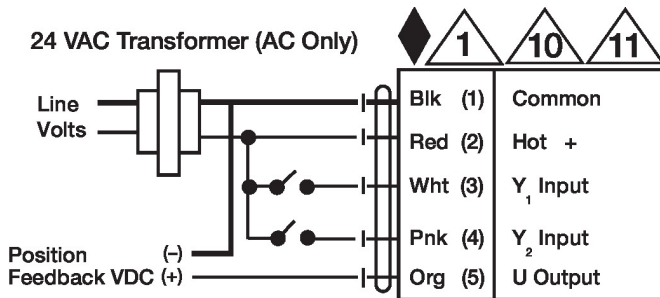 24 VAC Transformer (AC Only)
1 10 11
Line
Volts
Blk (1) Common
Red (2) Hot +
Wht (3) Y1 Input
Pnk (4) Y2 Input
Org (5) U Output
Position (–)
Feedback VDC (+)